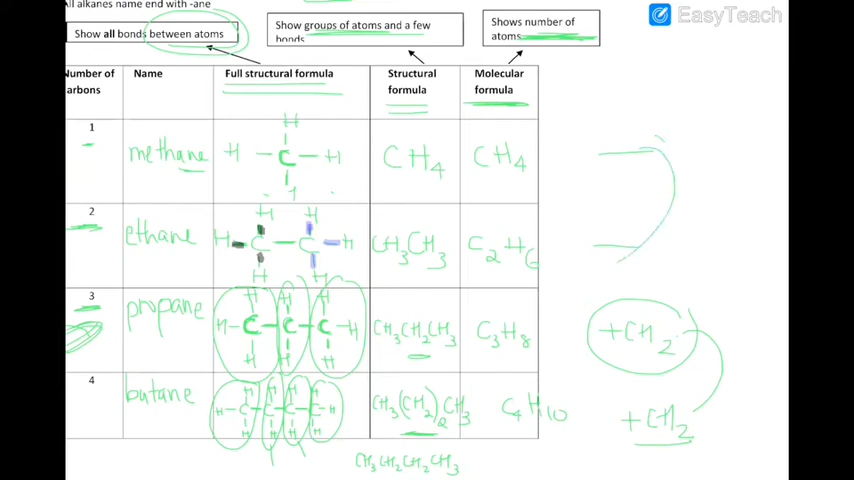 All alkanes name end with -ane
EasyTeach
Show all bonds between atoms
Show groups of atoms and a few bonds
Shows number of atoms
Number of carbons
Name
Full structural formula
Structural formula
Molecular formula
1
methane
H
H – C – H
CH4
CH4
2
ethane
H H
H – C – C – H
H H
CH3CH3
C2H6
3
propane
H H H
H – C – C – C – H
H H H
CH3CH2CH3
C3H8
+CH2
4
butane
H H H H
H – C – C – C – C – H
H H H H
CH3(CH2)2CH3
C4H10
+CH2
CH3CH2CH2CH3